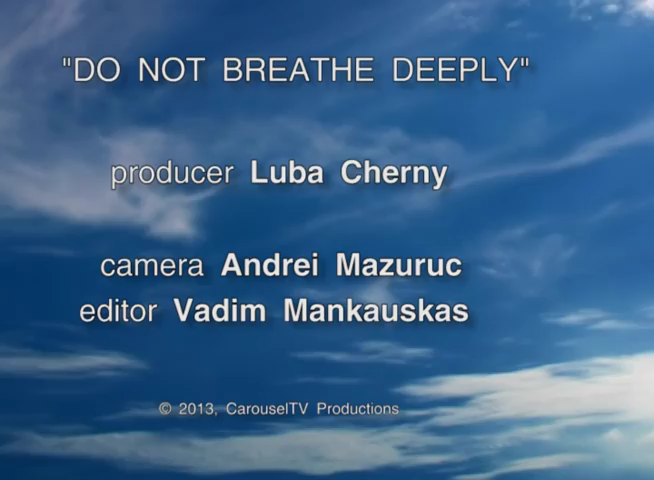 "DO NOT BREATHE DEEPLY"
producer Luba Cherny
camera Andrei Mazuruc
editor Vadim Mankauskas
© 2013, CarouselTV Productions